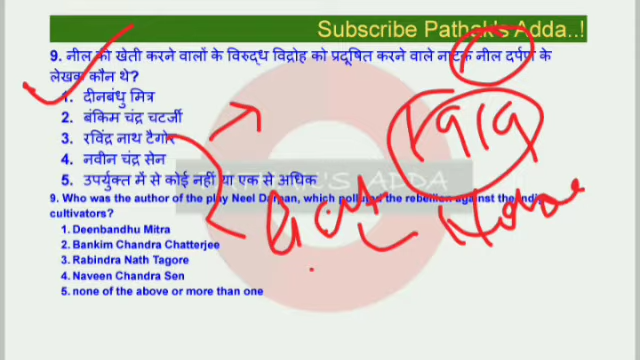 Subscribe Pathak's Adda..!
9. नील की खेती करने वालों के विरुद्ध विद्रोह को प्रदूषित करने वाले नाटक नील दर्पण के
लेखक कौन थे?
1. दीनबंधु मित्र
2. बंकिम चंद्र चटर्जी
3. रविंद्र नाथ टैगोर
4. नवीन चंद्र सेन
5. उपर्युक्त में से कोई नहीं या एक से अधिक
PATHAK'S ADDA
9. Who was the author of the play Neel Darpan, which polluted the rebellion against the indigo
cultivators?
1. Deenbandhu Mitra
2. Bankim Chandra Chatterjee
3. Rabindra Nath Tagore
4. Naveen Chandra Sen
5. none of the above or more than one